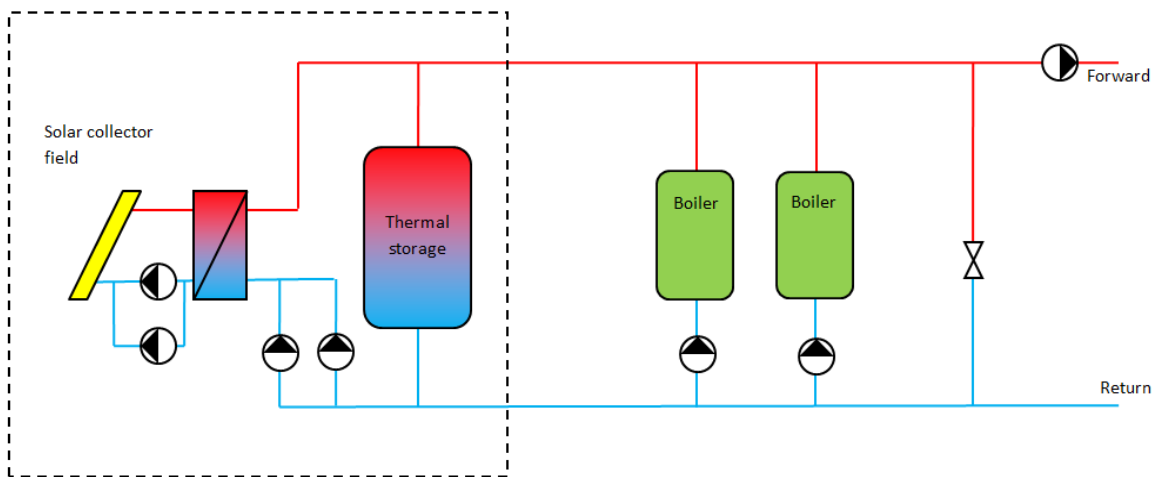 Forward
Solar collector
field
Boiler
Boiler
Thermal
storage
Return